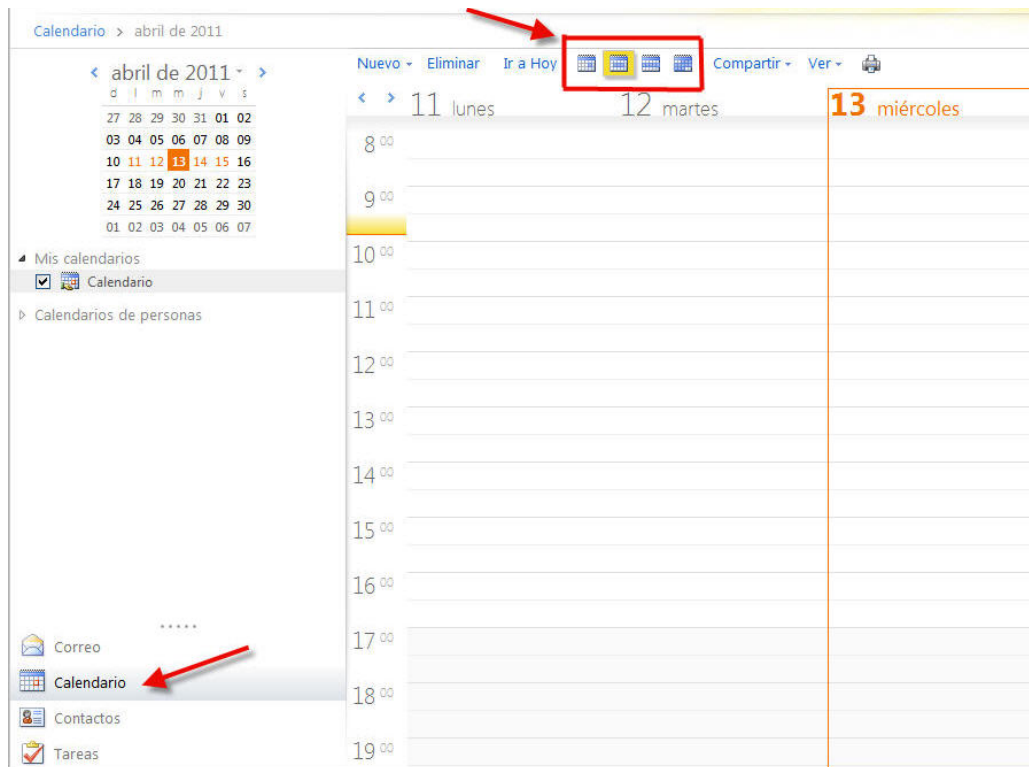 Calendario > abril de 2011
abril de 2011
d l m m j v s
27 28 29 30 31 01 02
03 04 05 06 07 08 09
10 11 12 13 14 15 16
17 18 19 20 21 22 23
24 25 26 27 28 29 30
01 02 03 04 05 06 07
Mis calendarios
Calendario
Calendarios de personas
Correo
Calendario
Contactos
Tareas
Nuevo Eliminar Ir a Hoy Compartir Ver
11 lunes 12 martes 13 miércoles
8 00
9 00
10 00
11 00
12 00
13 00
14 00
15 00
16 00
17 00
18 00
19 00